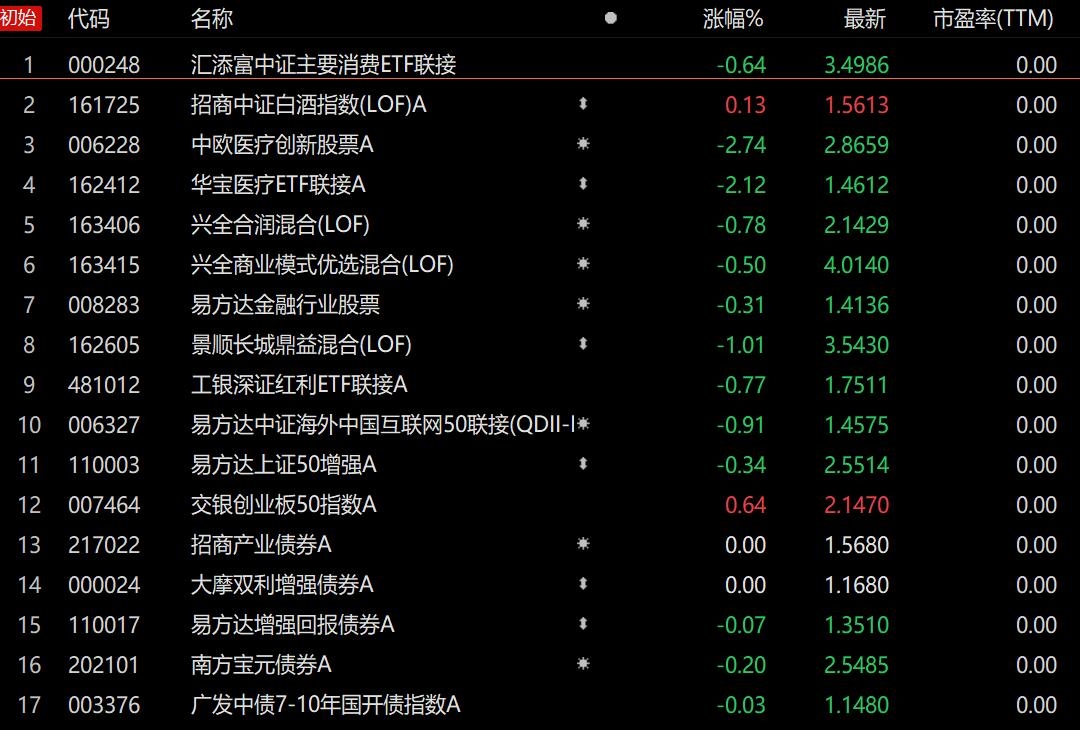 初始 代码 名称 涨幅% 最新 市盈率(TTM)
1 000248 汇添富中证主要消费ETF联接 -0.64 3.4986 0.00
2 161725 招商中证白酒指数(LOF)A 0.13 1.5613 0.00
3 006228 中欧医疗创新股票A -2.74 2.8659 0.00
4 162412 华宝医疗ETF联接A -2.12 1.4612 0.00
5 163406 兴全合润混合(LOF) -0.78 2.1429 0.00
6 163415 兴全商业模式优选混合(LOF) -0.50 4.0140 0.00
7 008283 易方达金融行业股票 -0.31 1.4136 0.00
8 162605 景顺长城鼎益混合(LOF) -1.01 3.5430 0.00
9 481012 工银深证红利ETF联接A -0.77 1.7511 0.00
10 006327 易方达中证海外中国互联网50联接(QDII-I -0.91 1.4575 0.00
11 110003 易方达上证50增强A -0.34 2.5514 0.00
12 007464 交银创业板50指数A 0.64 2.1470 0.00
13 217022 招商产业债券A 0.00 1.5680 0.00
14 000024 大摩双利增强债券A 0.00 1.1680 0.00
15 110017 易方达增强回报债券A -0.07 1.3510 0.00
16 202101 南方宝元债券A -0.20 2.5485 0.00
17 003376 广发中债7-10年国开债指数A -0.03 1.1480 0.00